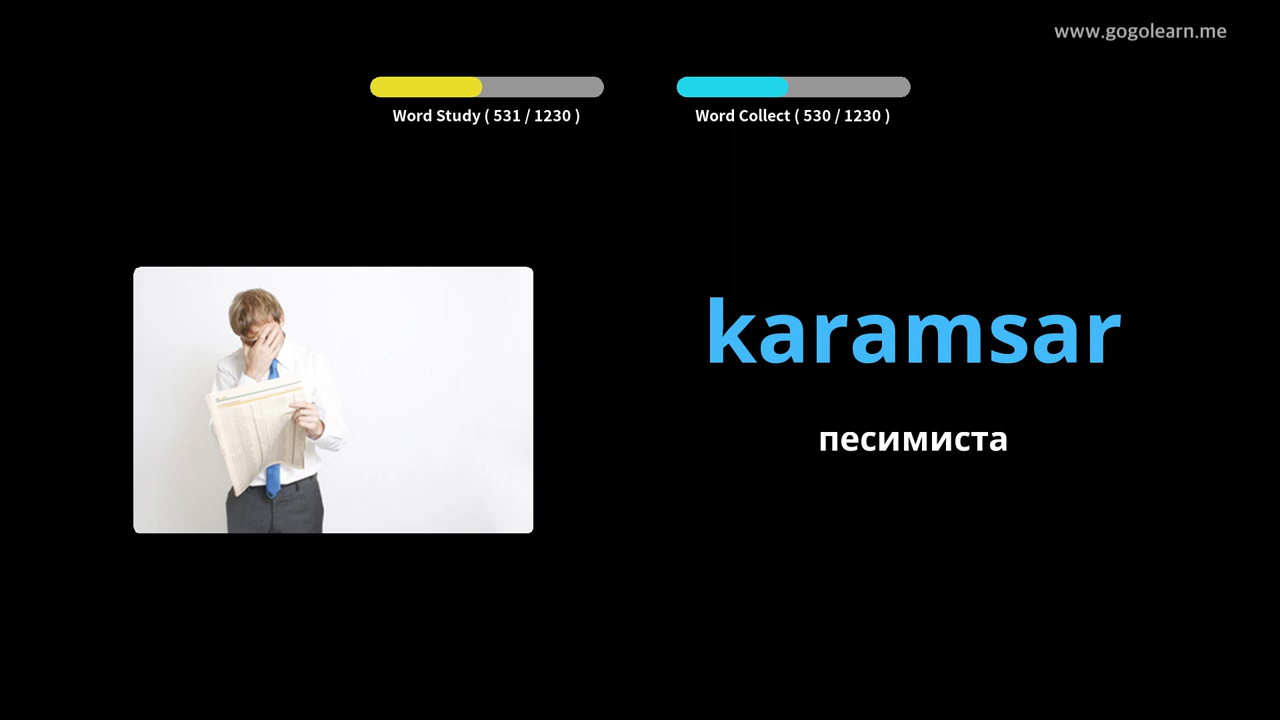 www.gogolearn.me
Word Study ( 531 / 1230 )
Word Collect ( 530 / 1230 )
karamsar
песимиста